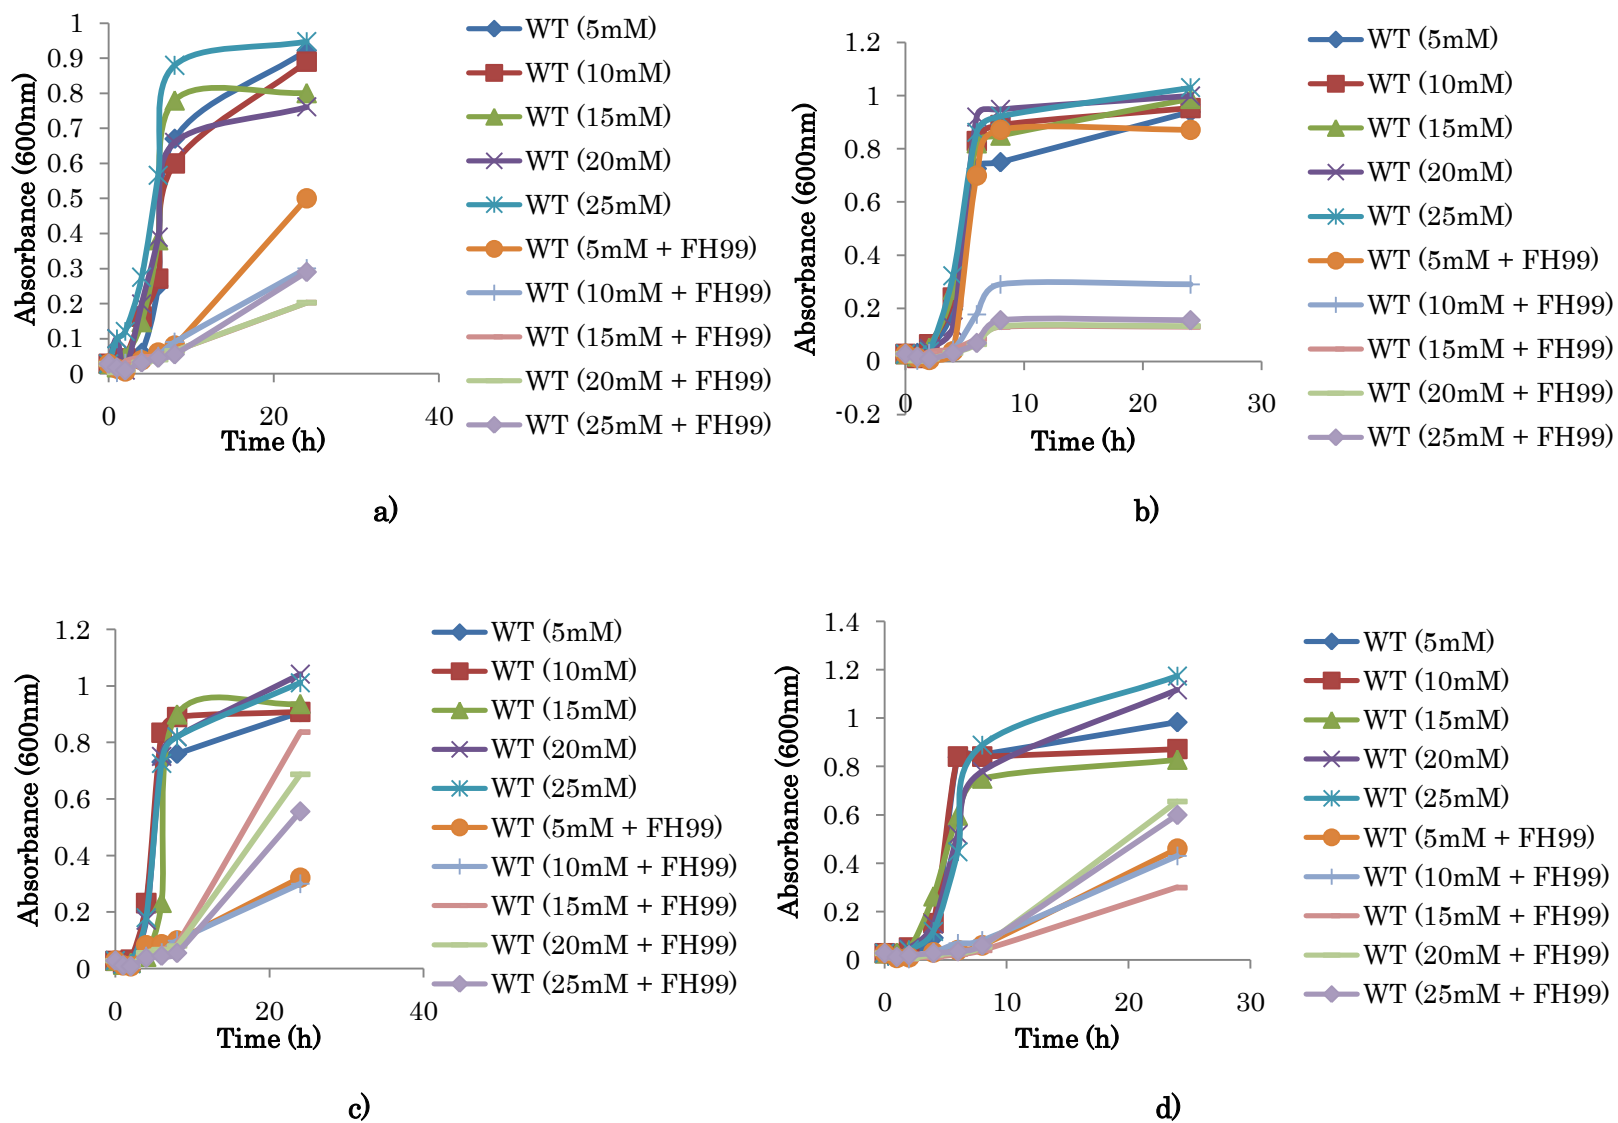 1
0.9
0.8
0.7
0.6
0.5
0.4
0.3
0.2
0.1
0
0 20 40
Absorbance (600nm)
Time (h)
WT (5mM)
WT (10mM)
WT (15mM)
WT (20mM)
WT (25mM)
WT (5mM + FH99)
WT (10mM + FH99)
WT (15mM + FH99)
WT (20mM + FH99)
WT (25mM + FH99)
a)
1.2
1
0.8
0.6
0.4
0.2
0
-0.2
0 10 20 30
Absorbance (600nm)
Time (h)
WT (5mM)
WT (10mM)
WT (15mM)
WT (20mM)
WT (25mM)
WT (5mM + FH99)
WT (10mM + FH99)
WT (15mM + FH99)
WT (20mM + FH99)
WT (25mM + FH99)
b)
1.2
1
0.8
0.6
0.4
0.2
0
0 20 40
Absorbance (600nm)
Time (h)
WT (5mM)
WT (10mM)
WT (15mM)
WT (20mM)
WT (25mM)
WT (5mM + FH99)
WT (10mM + FH99)
WT (15mM + FH99)
WT (20mM + FH99)
WT (25mM + FH99)
c)
1.4
1.2
1
0.8
0.6
0.4
0.2
0
0 10 20 30
Absorbance (600nm)
Time (h)
WT (5mM)
WT (10mM)
WT (15mM)
WT (20mM)
WT (25mM)
WT (5mM + FH99)
WT (10mM + FH99)
WT (15mM + FH99)
WT (20mM + FH99)
WT (25mM + FH99)
d)